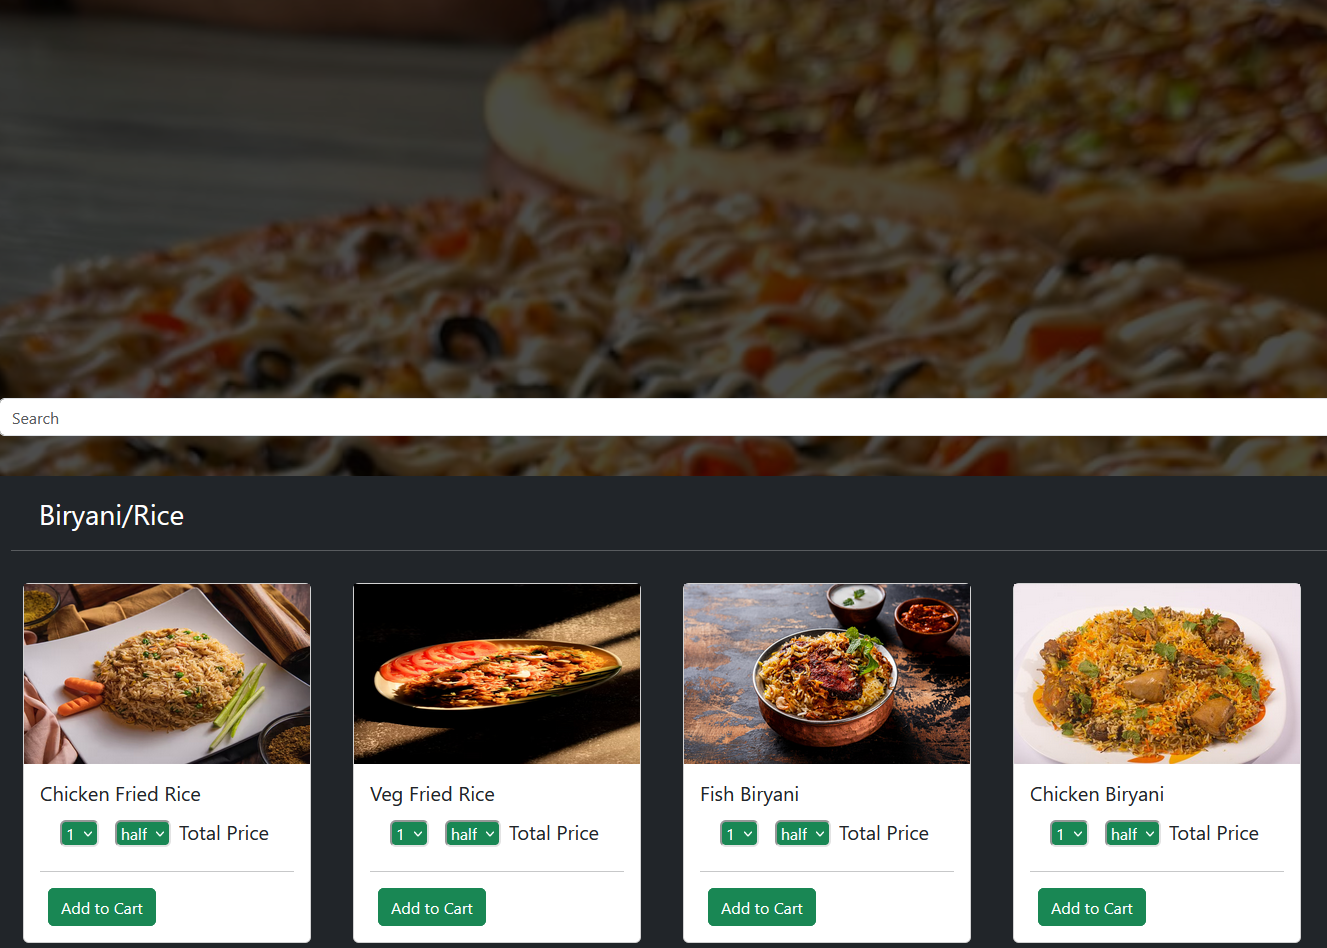 Search
Biryani/Rice
Chicken Fried Rice
1 half Total Price
Add to Cart
Veg Fried Rice
1 half Total Price
Add to Cart
Fish Biryani
1 half Total Price
Add to Cart
Chicken Biryani
1 half Total Price
Add to Cart